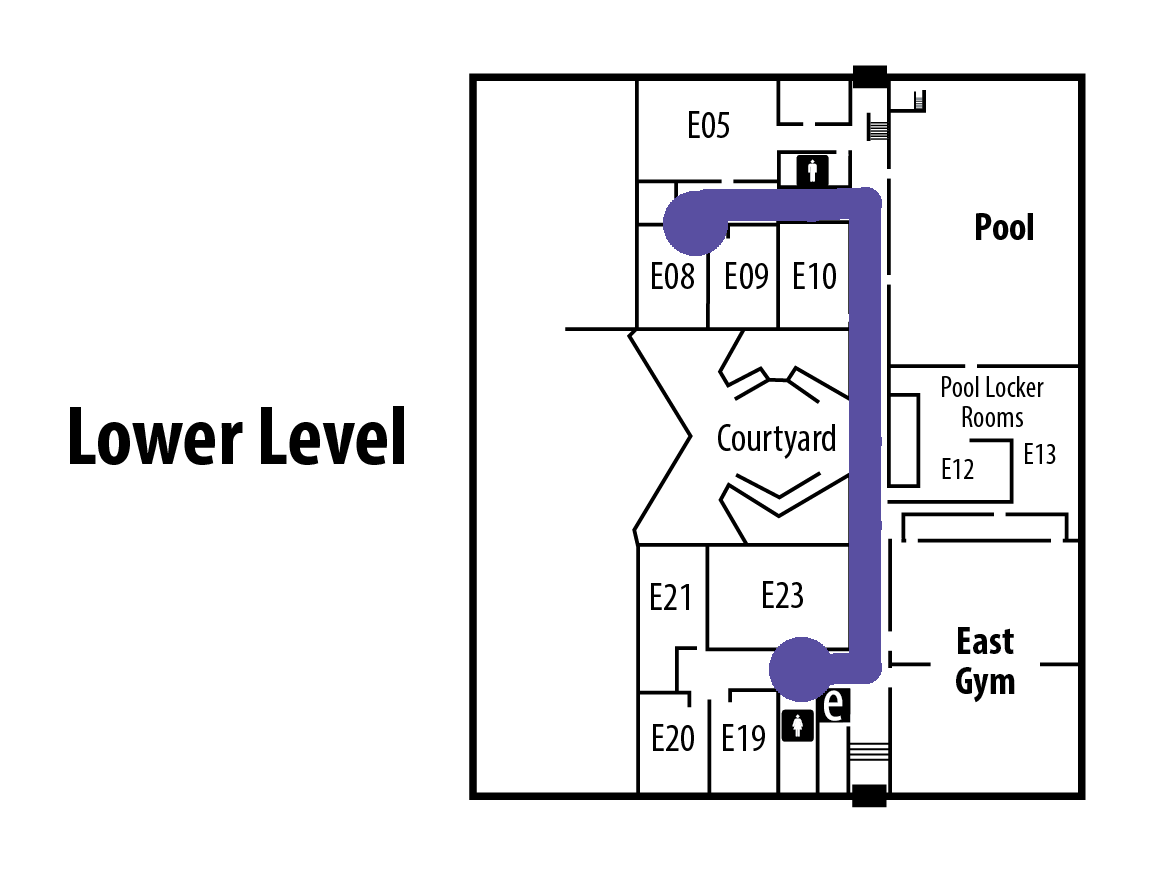 E05
Pool
E08
E09
E10
Pool Locker
Rooms
Lower Level
Courtyard
E12
E13
E21
E23
East
Gym
e
E20
E19